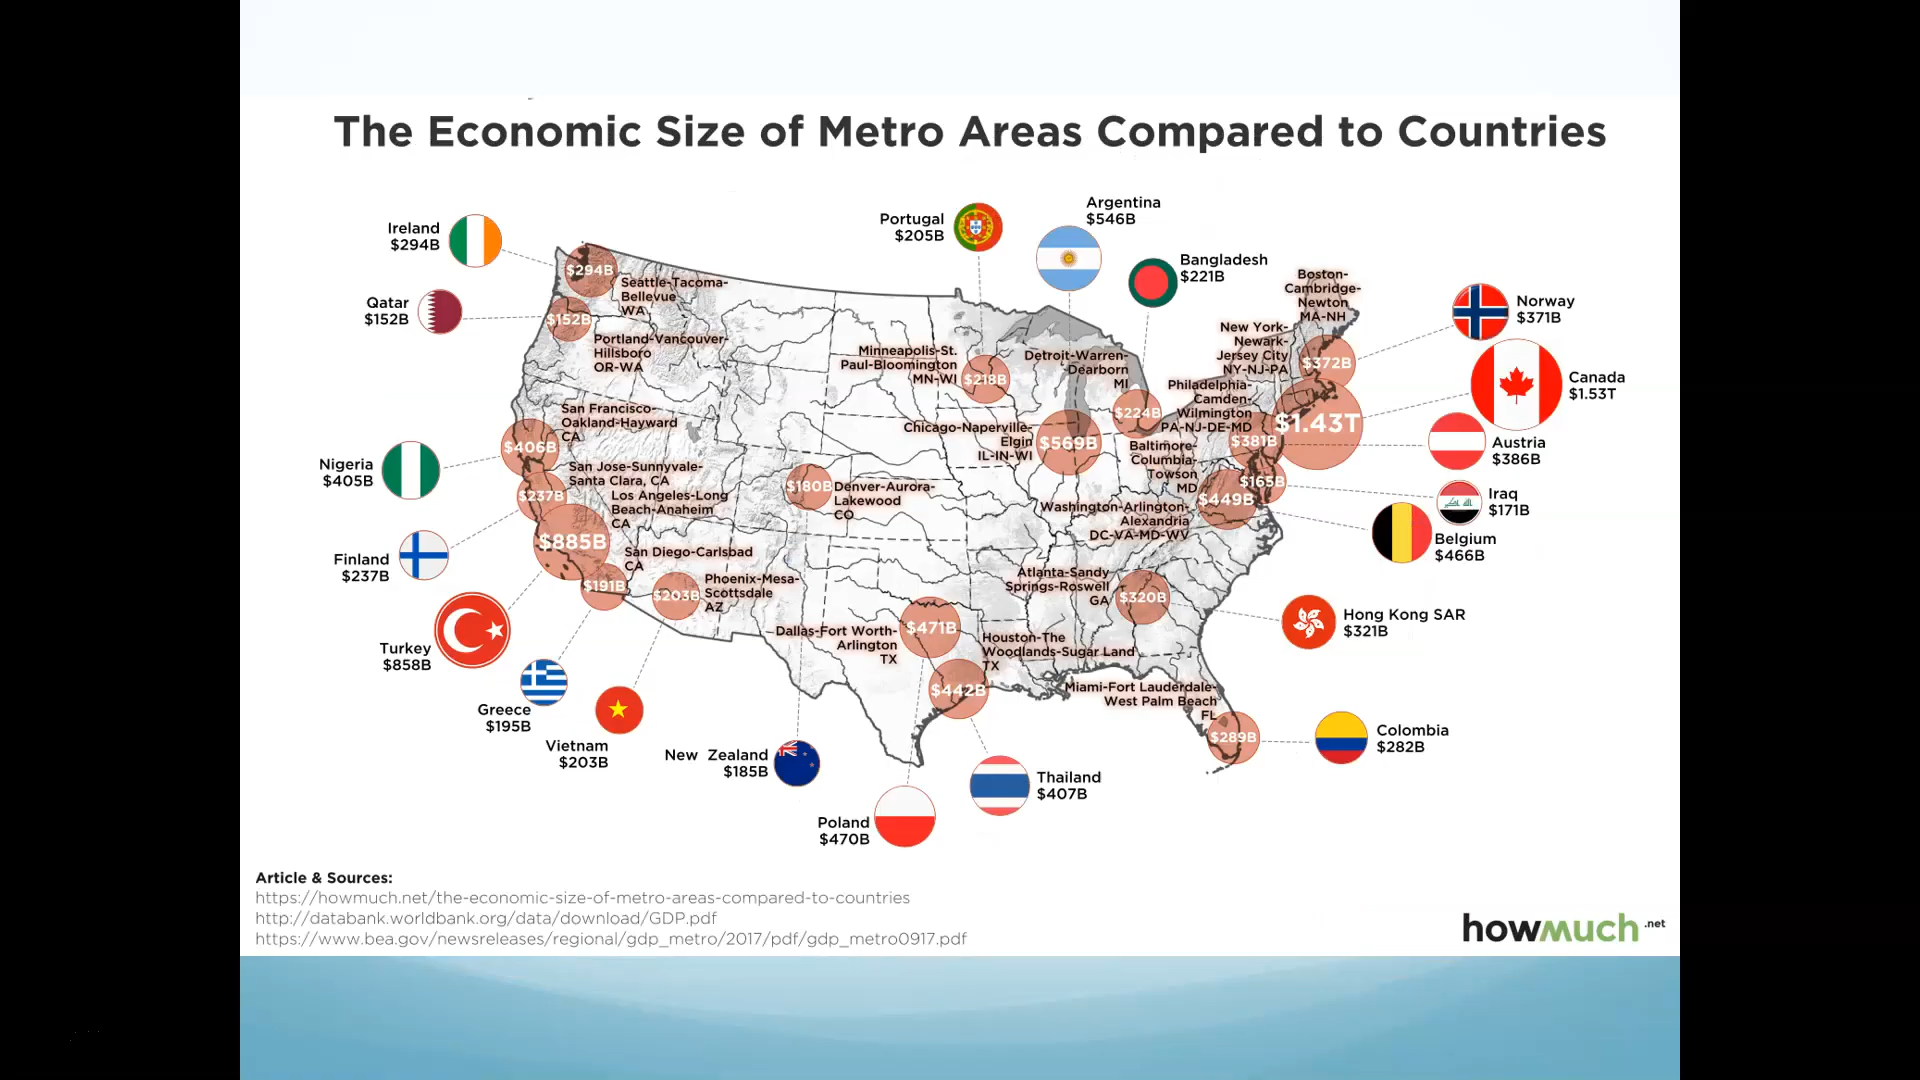 The Economic Size of Metro Areas Compared to Countries
Ireland
$294B
Qatar
$152B
Nigeria
$405B
Finland
$237B
Turkey
$858B
Greece
$195B
Vietnam
$203B
New Zealand
$185B
Poland
$470B
Thailand
$407B
Portugal
$205B
Argentina
$546B
Bangladesh
$221B
Norway
$371B
Canada
$1.53T
Austria
$386B
Iraq
$171B
Belgium
$466B
Hong Kong SAR
$321B
Colombia
$282B
$294B
Seattle-Tacoma-
Bellevue
WA
$152B
Portland-Vancouver-
Hillsboro
OR-WA
San Francisco-
Oakland-Hayward
CA
$406B
San Jose-Sunnyvale-
Santa Clara, CA
$237B
Los Angeles-Long
Beach-Anaheim
CA
$885B
San Diego-Carlsbad
CA
$191B
Phoenix-Mesa-
Scottsdale
AZ
$203B
$180B
Denver-Aurora-
Lakewood
CO
Minneapolis-St.
Paul-Bloomington
MN-WI
$218B
Detroit-Warren-
Dearborn
MI
$224B
Chicago-Naperville-
Elgin
IL-IN-WI
$569B
Boston-
Cambridge-
Newton
MA-NH
$372B
New York-
Newark-
Jersey City
NY-NJ-PA
$1.43T
Philadelphia-
Camden-
Wilmington
PA-NJ-DE-MD
$381B
Baltimore-
Columbia-
Towson
MD
$165B
Washington-Arlington-
Alexandria
DC-VA-MD-WV
$449B
Atlanta-Sandy
Springs-Roswell
GA
$320B
Dallas-Fort Worth-
Arlington
TX
$471B
Houston-The
Woodlands-Sugar Land
TX
$442B
Miami-Fort Lauderdale-
West Palm Beach
FL
$289B
Article & Sources:
https://howmuch.net/the-economic-size-of-metro-areas-compared-to-countries
http://databank.worldbank.org/data/download/GDP.pdf
https://www.bea.gov/newsreleases/regional/gdp_metro/2017/pdf/gdp_metro0917.pdf
howmuch.net